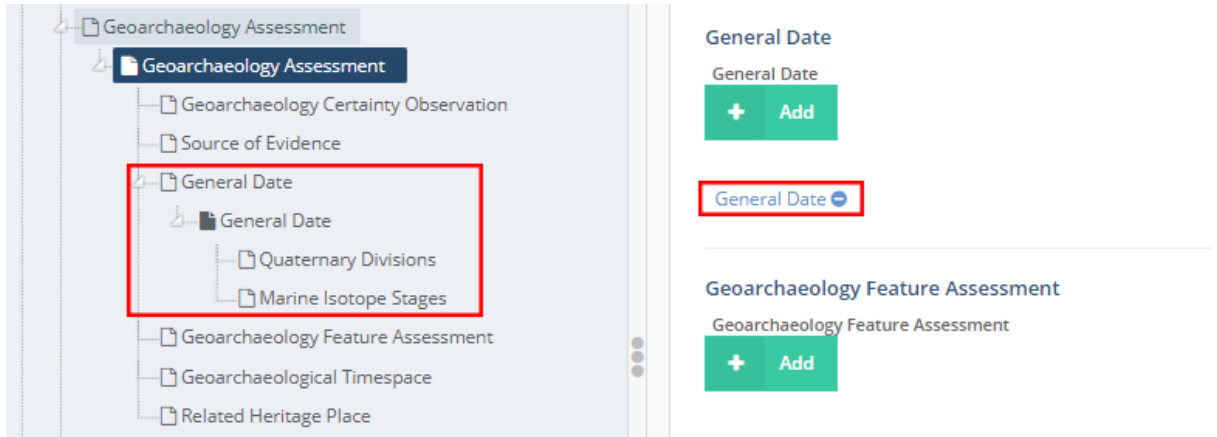 Geoarchaeology Assessment
Geoarchaeology Assessment
Geoarchaeology Certainty Observation
Source of Evidence
General Date
General Date
Quaternary Divisions
Marine Isotope Stages
Geoarchaeology Feature Assessment
Geoarchaeological Timespace
Related Heritage Place
General Date
General Date
+ Add
General Date
Geoarchaeology Feature Assessment
Geoarchaeology Feature Assessment
+ Add